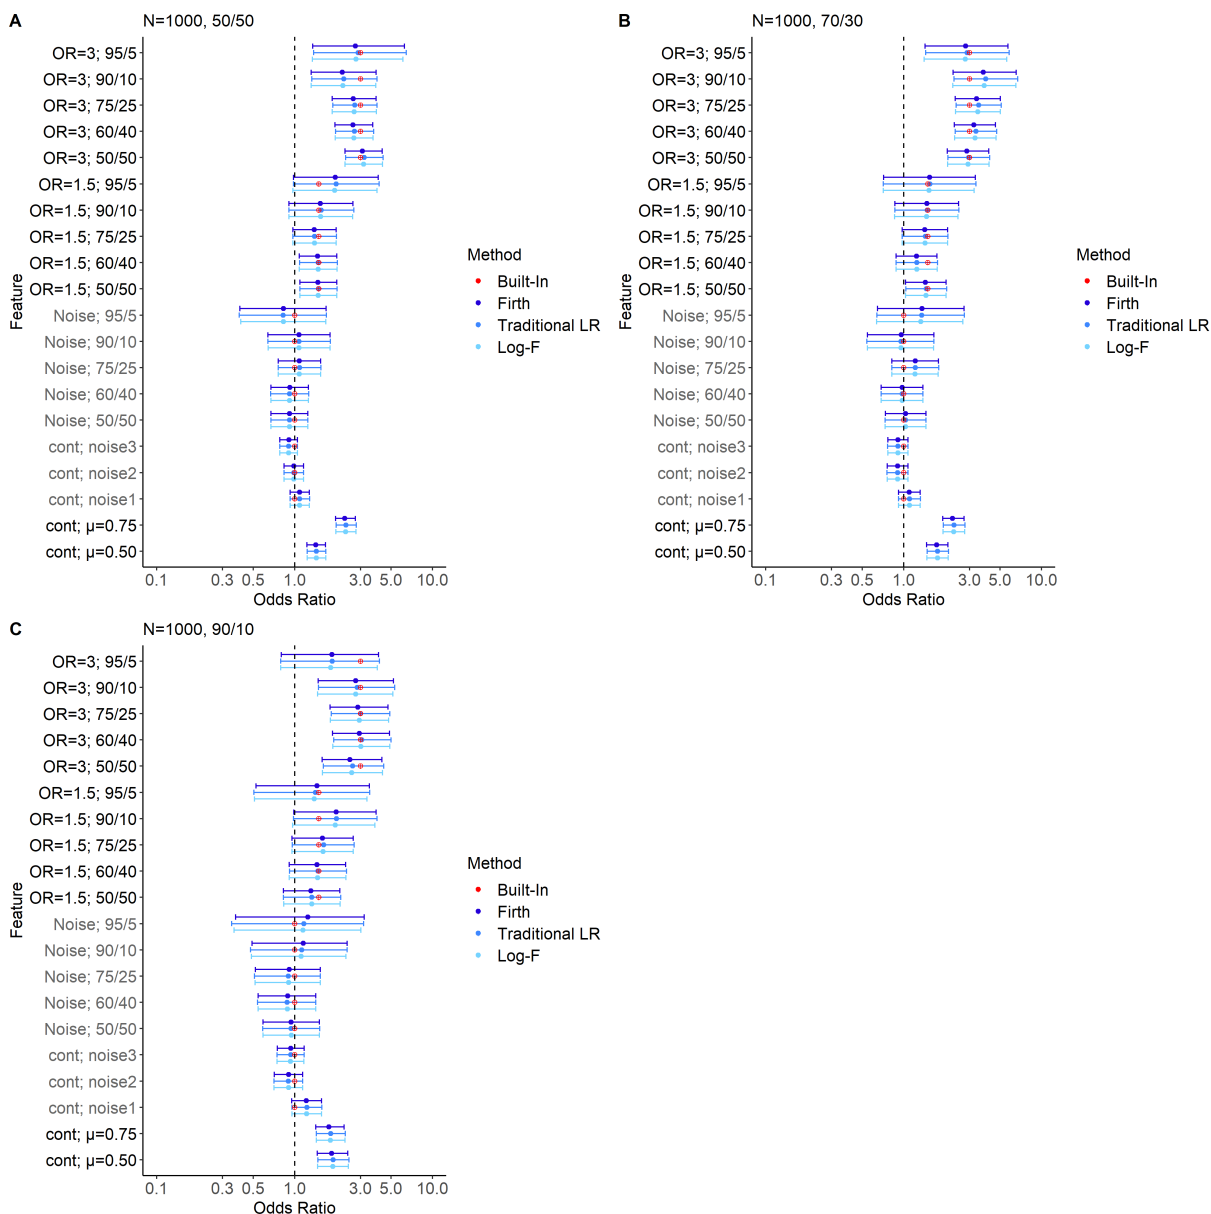 A
N=1000, 50/50
Feature
OR=3; 95/5
OR=3; 90/10
OR=3; 75/25
OR=3; 60/40
OR=3; 50/50
OR=1.5; 95/5
OR=1.5; 90/10
OR=1.5; 75/25
OR=1.5; 60/40
OR=1.5; 50/50
Noise; 95/5
Noise; 90/10
Noise; 75/25
Noise; 60/40
Noise; 50/50
cont; noise3
cont; noise2
cont; noise1
cont; µ=0.75
cont; µ=0.50
0.1 0.3 0.5 1.0 3.0 5.0 10.0
Odds Ratio
Method
Built-In
Firth
Traditional LR
Log-F
B
N=1000, 70/30
Feature
OR=3; 95/5
OR=3; 90/10
OR=3; 75/25
OR=3; 60/40
OR=3; 50/50
OR=1.5; 95/5
OR=1.5; 90/10
OR=1.5; 75/25
OR=1.5; 60/40
OR=1.5; 50/50
Noise; 95/5
Noise; 90/10
Noise; 75/25
Noise; 60/40
Noise; 50/50
cont; noise3
cont; noise2
cont; noise1
cont; µ=0.75
cont; µ=0.50
0.1 0.3 0.5 1.0 3.0 5.0 10.0
Odds Ratio
Method
Built-In
Firth
Traditional LR
Log-F
C
N=1000, 90/10
Feature
OR=3; 95/5
OR=3; 90/10
OR=3; 75/25
OR=3; 60/40
OR=3; 50/50
OR=1.5; 95/5
OR=1.5; 90/10
OR=1.5; 75/25
OR=1.5; 60/40
OR=1.5; 50/50
Noise; 95/5
Noise; 90/10
Noise; 75/25
Noise; 60/40
Noise; 50/50
cont; noise3
cont; noise2
cont; noise1
cont; µ=0.75
cont; µ=0.50
0.1 0.3 0.5 1.0 3.0 5.0 10.0
Odds Ratio
Method
Built-In
Firth
Traditional LR
Log-F